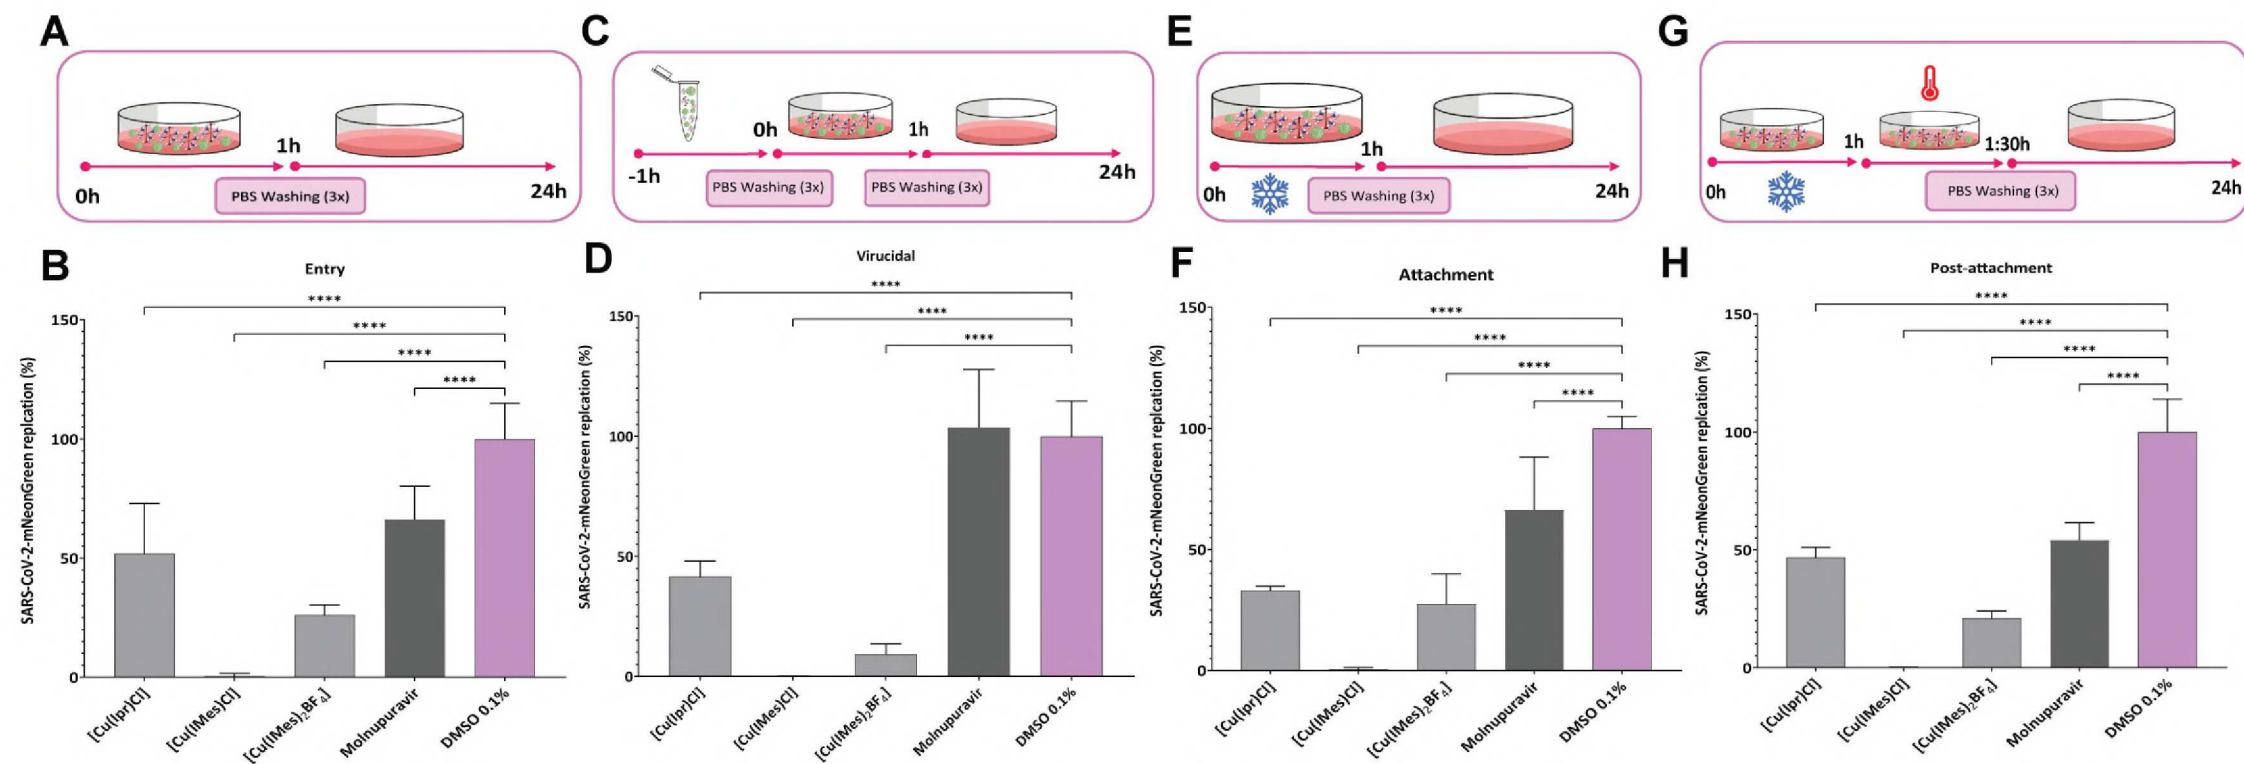 A
0h
1h
24h
PBS Washing (3x)
C
-1h
0h
1h
24h
PBS Washing (3x)
PBS Washing (3x)
E
0h
1h
24h
PBS Washing (3x)
G
0h
1h
1:30h
24h
PBS Washing (3x)
B
Entry
****
****
****
****
SARS-CoV-2-mNeonGreen replcation (%)
150
100
50
0
[Cu(Ipr)Cl]
[Cu(IMes)Cl]
[Cu(IMes)₂BF₄]
Molnupuravir
DMSO 0.1%
D
Virucidal
****
****
****
SARS-CoV-2-mNeonGreen replcation (%)
150
100
50
0
[Cu(Ipr)Cl]
[Cu(IMes)Cl]
[Cu(IMes)₂BF₄]
Molnupuravir
DMSO 0.1%
F
Attachment
****
****
****
****
SARS-CoV-2-mNeonGreen replcation (%)
150
100
50
0
[Cu(Ipr)Cl]
[Cu(IMes)Cl]
[Cu(IMes)₂BF₄]
Molnupuravir
DMSO 0.1%
H
Post-attachment
****
****
****
****
SARS-CoV-2-mNeonGreen replcation (%)
150
100
50
0
[Cu(Ipr)Cl]
[Cu(IMes)Cl]
[Cu(IMes)₂BF₄]
Molnupuravir
DMSO 0.1%